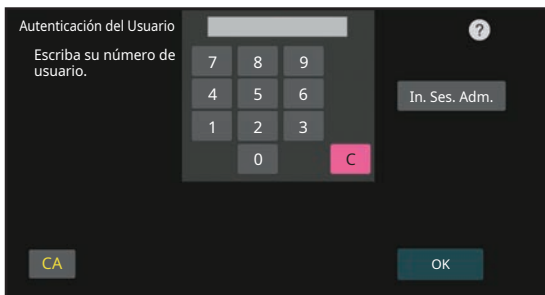 Autenticación del Usuario
?
Escriba su número de
usuario.
7 8 9
4 5 6
In. Ses. Adm.
1 2 3
0 C
CA
OK